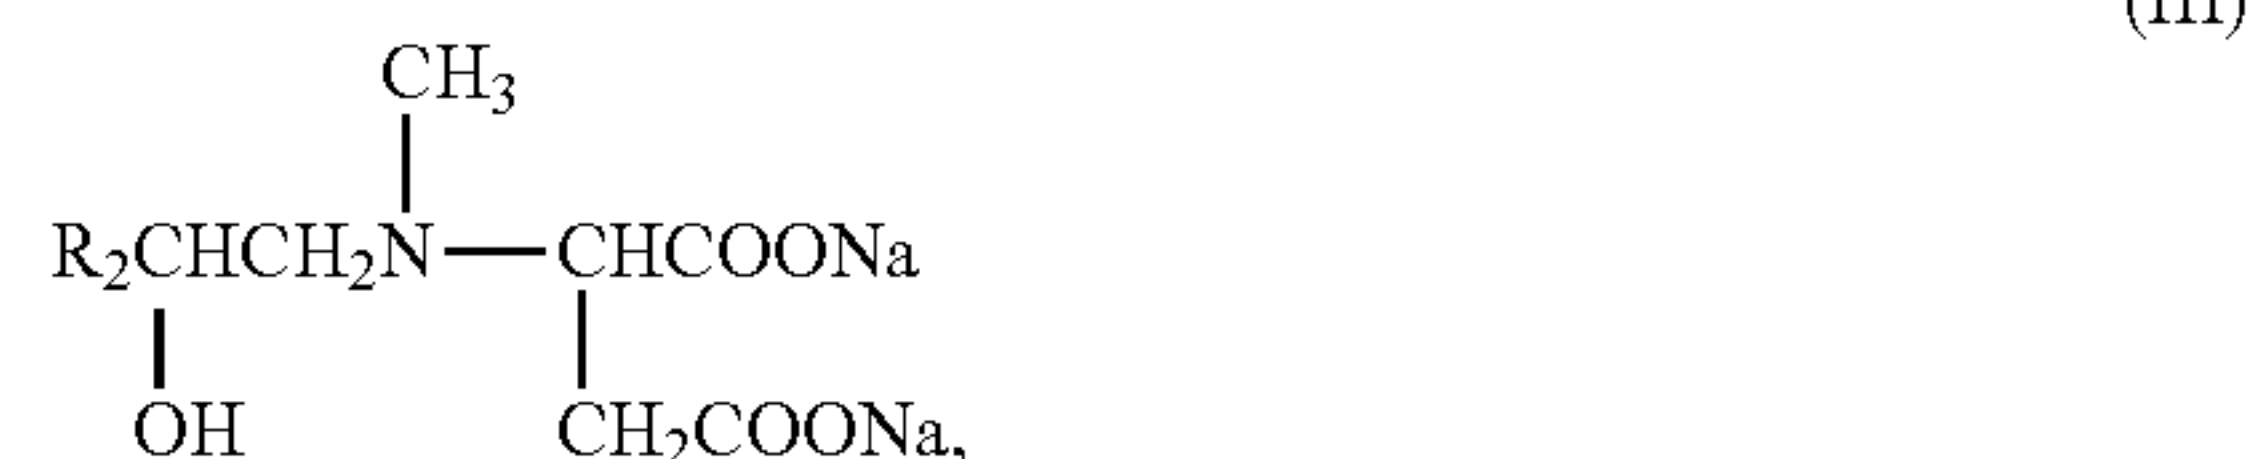 (III)
CH₃
R₂CHCH₂N—CHCOONa
OH CH₂COONa,